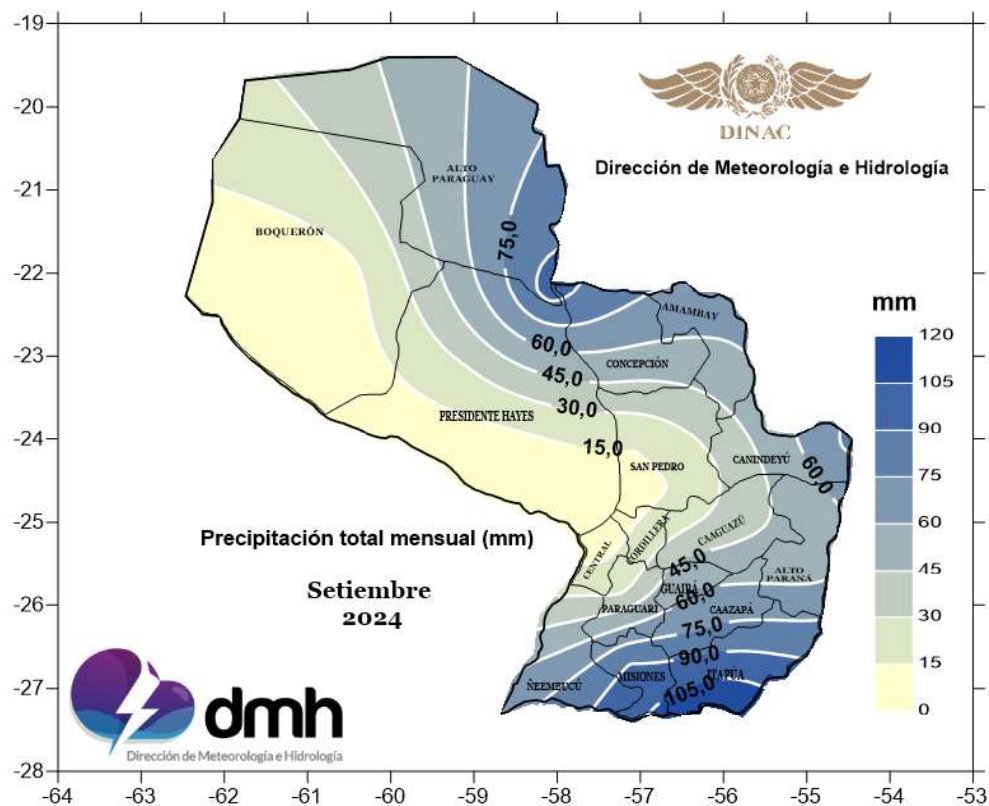 -19
-20
-21
-22
-23
-24
-25
-26
-27
-28
-64
-63
-62
-61
-60
-59
-58
-57
-56
-55
-54
-53
DINAC
Dirección de Meteorología e Hidrología
ALTO
PARAGUAY
BOQUERÓN
75,0
AMAMBAY
60,0
CONCEPCIÓN
45,0
30,0
PRESIDENTE HAYES
15,0
SAN PEDRO
CANINDEYÚ
60,0
CAAGUAZÚ
CORDILLERA
CENTRAL
45,0
ALTO
PARANÁ
GUAIRÁ
60,0
PARAGUARI
CAAZAPÁ
75,0
90,0
MISIONES
ITAPÚA
ÑEEMBUCÚ
105,0
mm
120
105
90
75
60
45
30
15
0
Precipitación total mensual (mm)
Setiembre
2024
dmh
Dirección de Meteorología e Hidrología